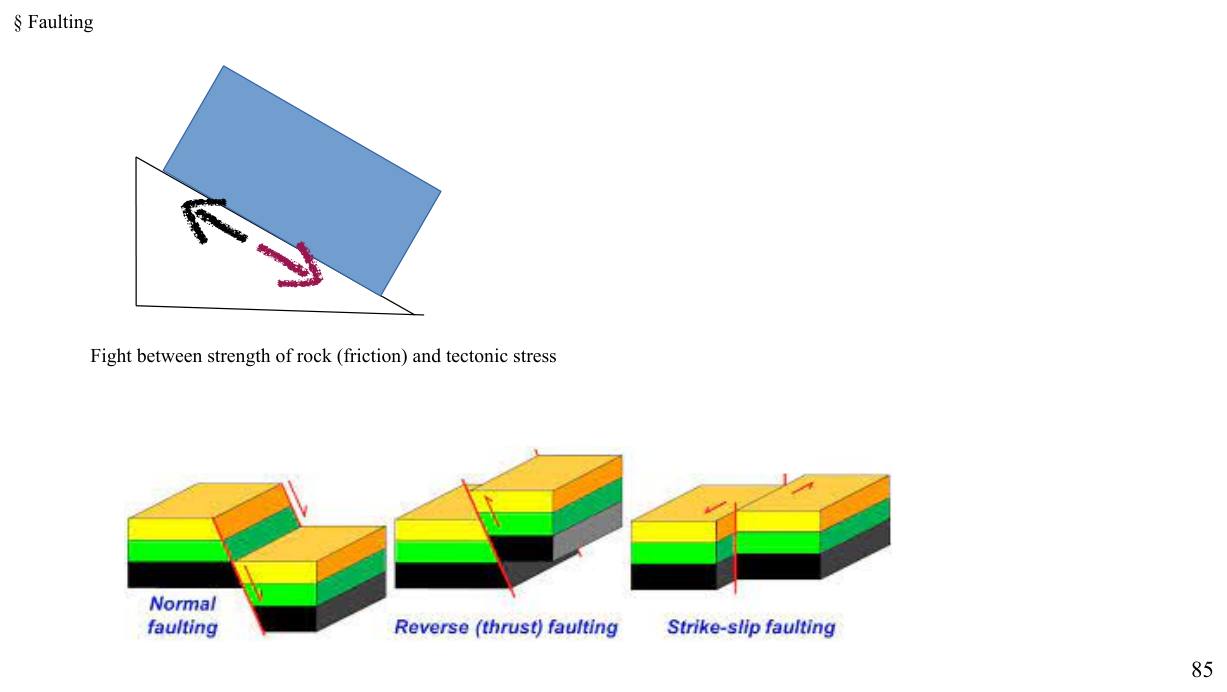 § Faulting
Fight between strength of rock (friction) and tectonic stress
Normal
faulting
Reverse (thrust) faulting
Strike-slip faulting
85